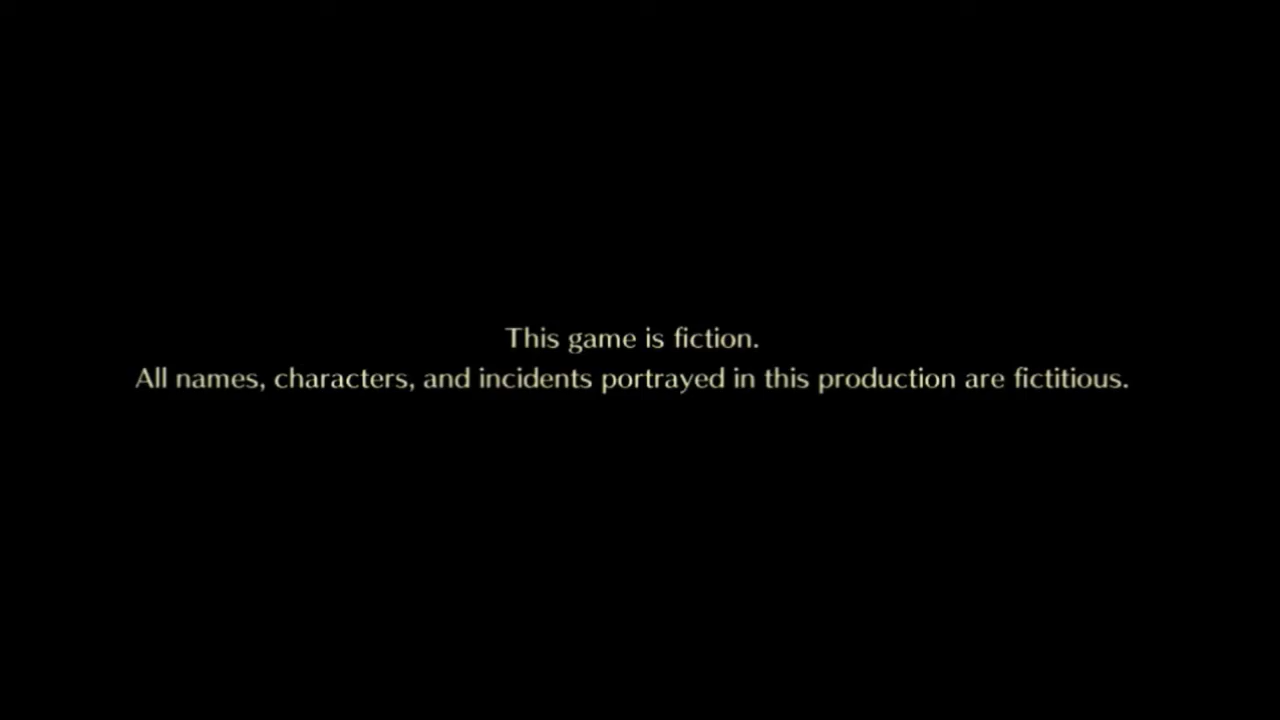 This game is fiction.
All names, characters, and incidents portrayed in this production are fictitious.